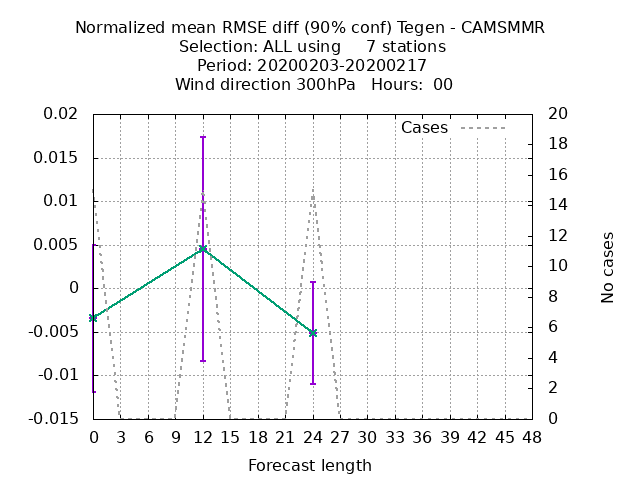 Normalized mean RMSE diff (90% conf) Tegen - CAMSMMR
Selection: ALL using     7 stations
Period: 20200203-20200217
Wind direction 300hPa   Hours:  00
Cases
0.02
0.015
0.01
0.005
0
-0.005
-0.01
-0.015
20
18
16
14
12
10
8
6
4
2
0
No cases
0 3 6 9 12 15 18 21 24 27 30 33 36 39 42 45 48
Forecast length